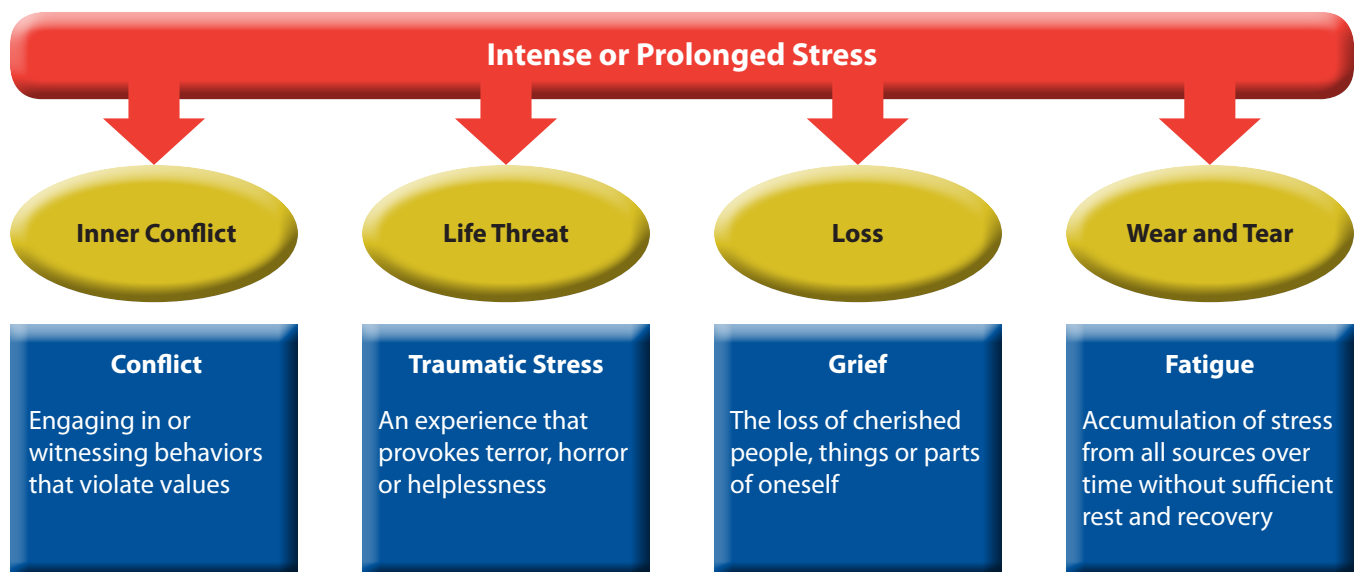 Intense or Prolonged Stress
Inner Conflict
Life Threat
Loss
Wear and Tear
Conflict
Engaging in or
witnessing behaviors
that violate values
Traumatic Stress
An experience that
provokes terror, horror
or helplessness
Grief
The loss of cherished
people, things or parts
of oneself
Fatigue
Accumulation of stress
from all sources over
time without sufficient
rest and recovery